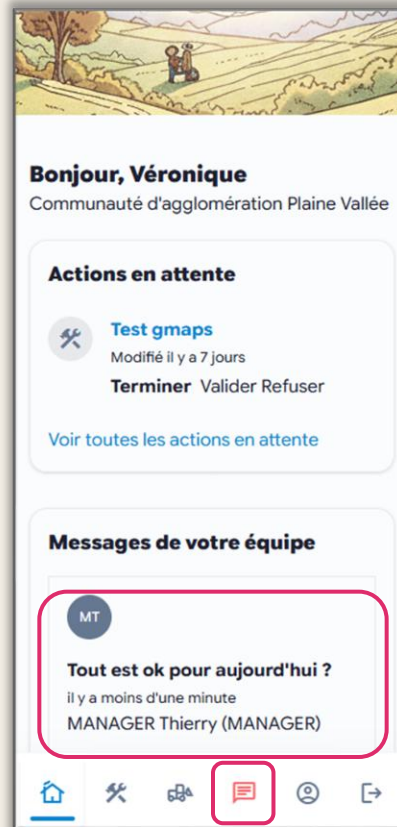 Bonjour, Véronique
Communauté d'agglomération Plaine Vallée
Actions en attente
Test gmaps
Modifié il y a 7 jours
Terminer Valider Refuser
Voir toutes les actions en attente
Messages de votre équipe
MT
Tout est ok pour aujourd'hui ?
il y a moins d'une minute
MANAGER Thierry (MANAGER)